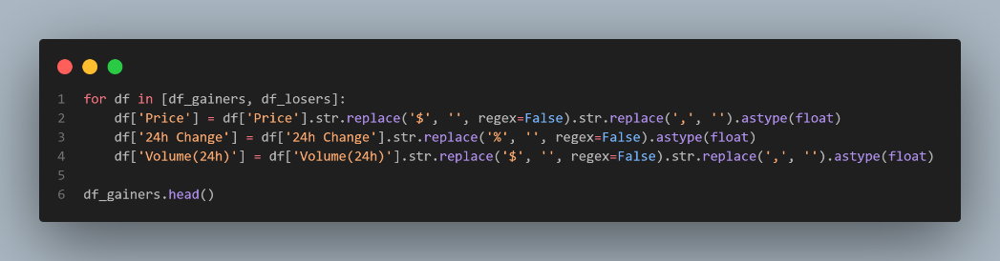 1 for df in [df_gainers, df_losers]:
2     df['Price'] = df['Price'].str.replace('$', '', regex=False).str.replace(',', '').astype(float)
3     df['24h Change'] = df['24h Change'].str.replace('%', '', regex=False).astype(float)
4     df['Volume(24h)'] = df['Volume(24h)'].str.replace('$', '', regex=False).str.replace(',', '').astype(float)
5
6 df_gainers.head()